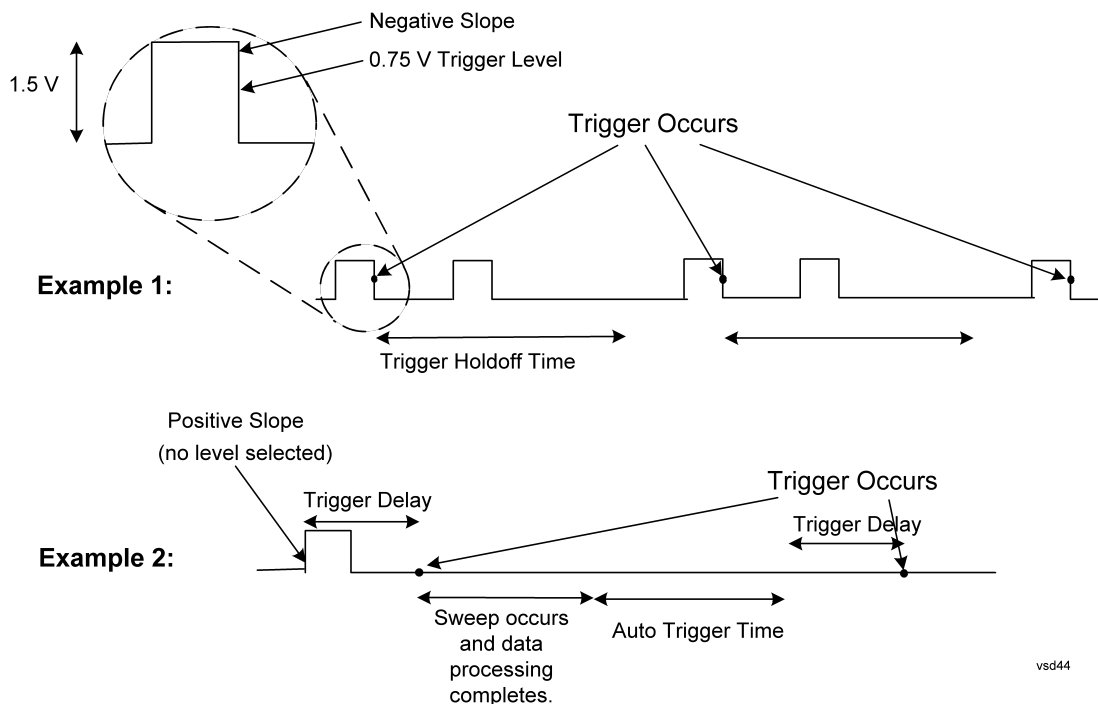 Negative Slope
1.5 V
0.75 V Trigger Level
Trigger Occurs
Example 1:
Trigger Holdoff Time
Positive Slope
(no level selected)
Trigger Delay
Trigger Occurs
Trigger Delay
Example 2:
Sweep occurs
and data
processing
completes.
Auto Trigger Time
vsd44